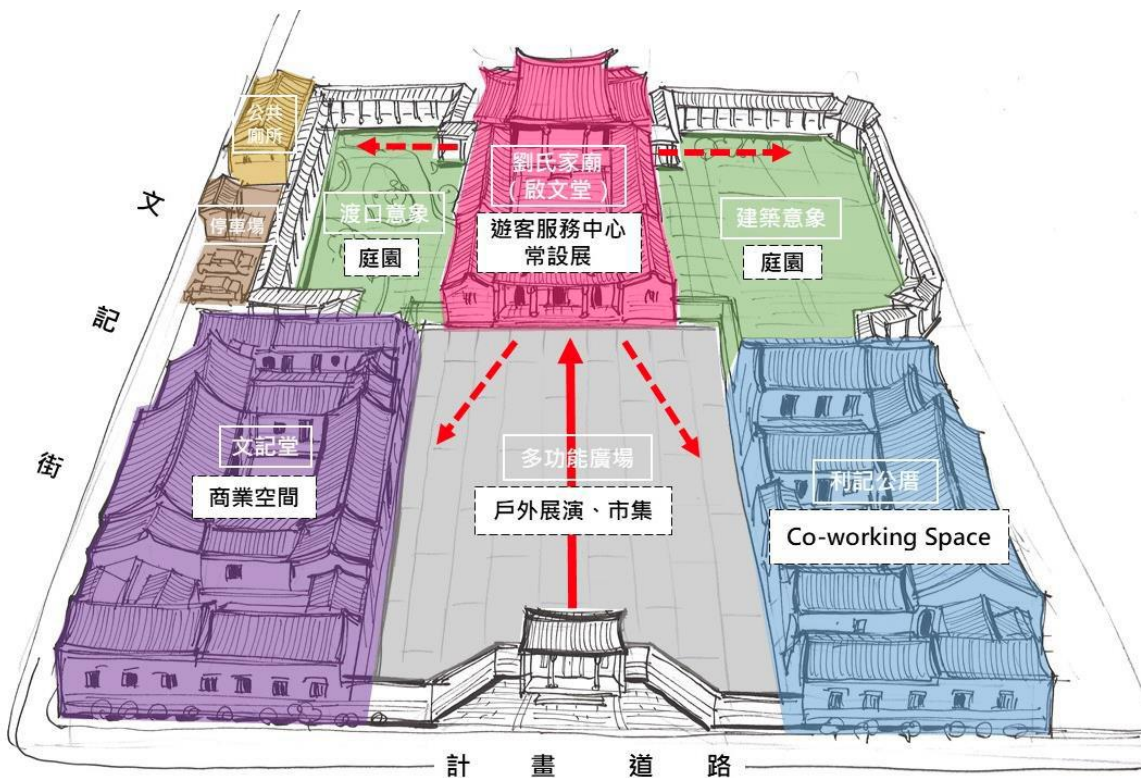 公共
廁所
停車場
文記街
渡口意象
庭園
劉氏家廟
(啟文堂)
遊客服務中心
常設展
建築意象
庭園
文記堂
商業空間
多功能廣場
戶外展演、市集
利記公厝
Co-working Space
計畫道路